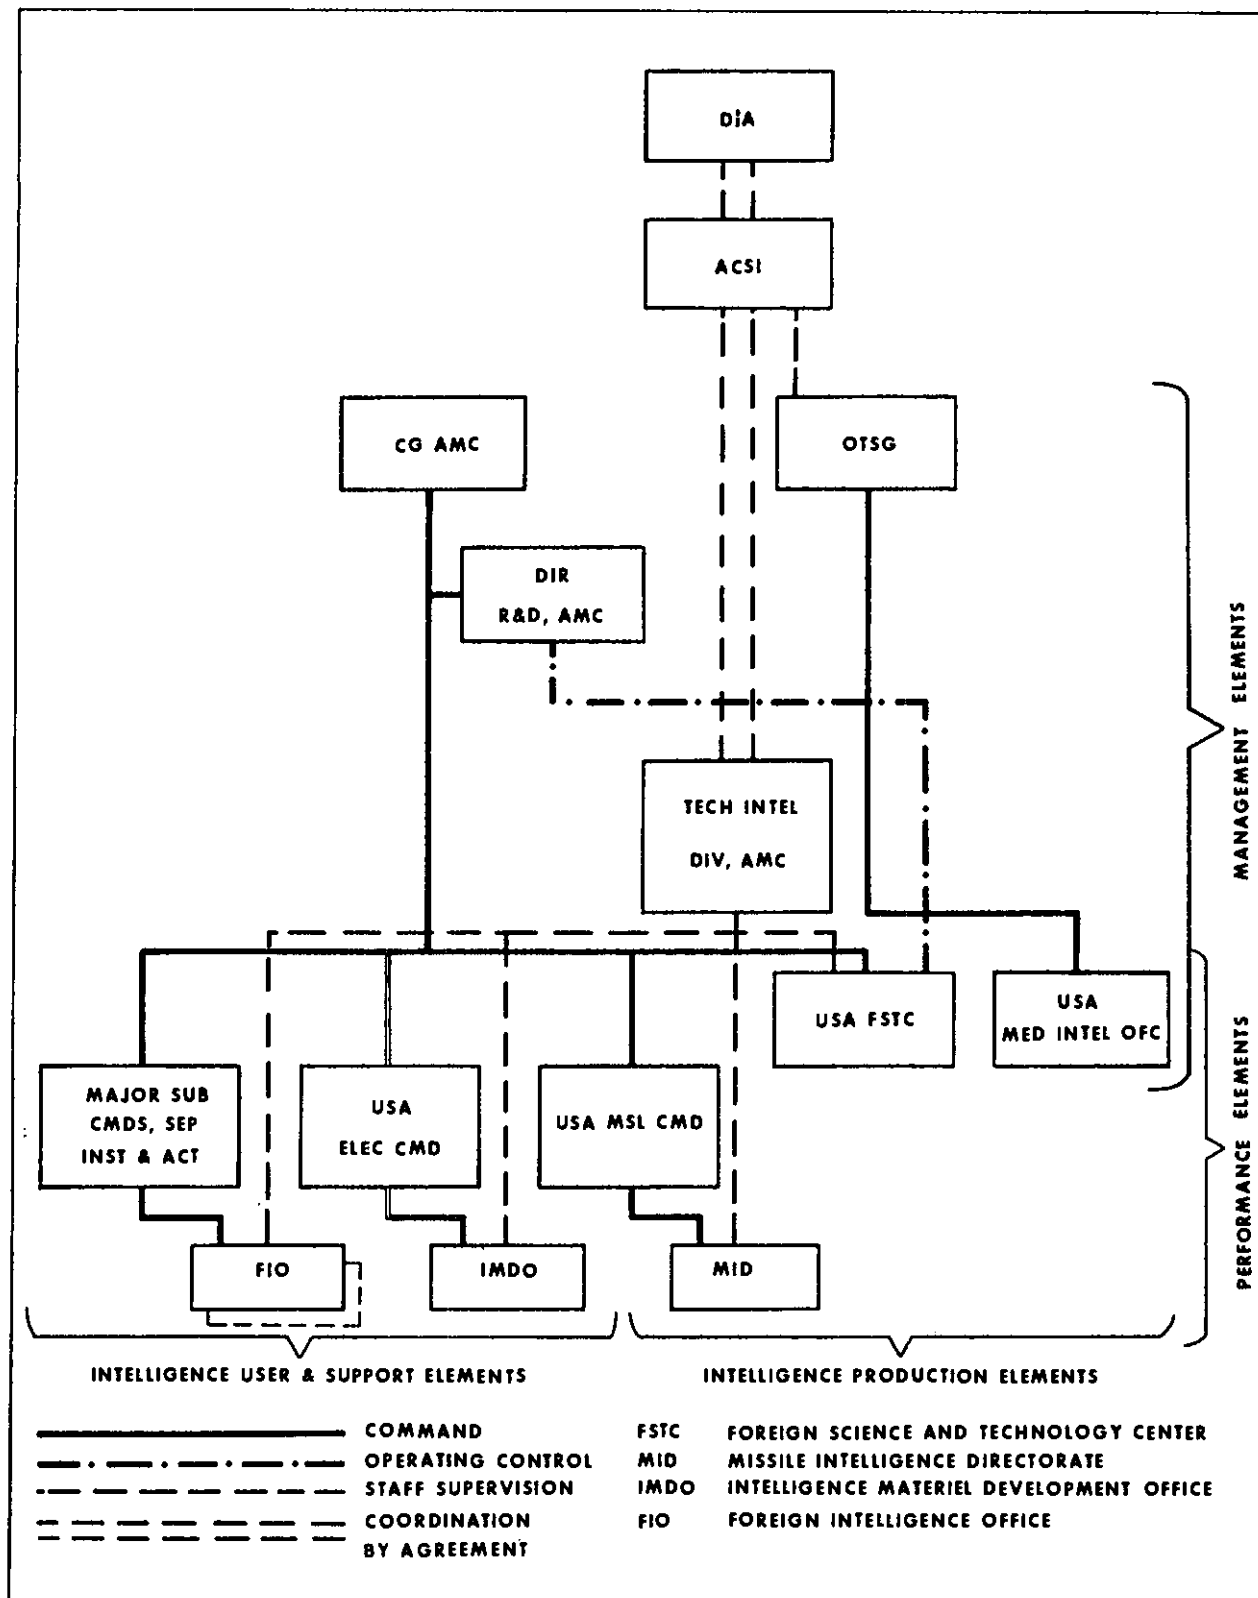 DIA
ACSI
CG AMC
OTSG
DIR
R&D, AMC
TECH INTEL
DIV, AMC
USA FSTC
USA
MED INTEL OFC
MAJOR SUB
CMDS, SEP
INST & ACT
USA
ELEC CMD
USA MSL CMD
FIO
IMDO
MID
MANAGEMENT ELEMENTS
PERFORMANCE ELEMENTS
INTELLIGENCE USER & SUPPORT ELEMENTS
INTELLIGENCE PRODUCTION ELEMENTS
COMMAND
OPERATING CONTROL
STAFF SUPERVISION
COORDINATION
BY AGREEMENT
FSTC FOREIGN SCIENCE AND TECHNOLOGY CENTER
MID MISSILE INTELLIGENCE DIRECTORATE
IMDO INTELLIGENCE MATERIEL DEVELOPMENT OFFICE
FIO FOREIGN INTELLIGENCE OFFICE